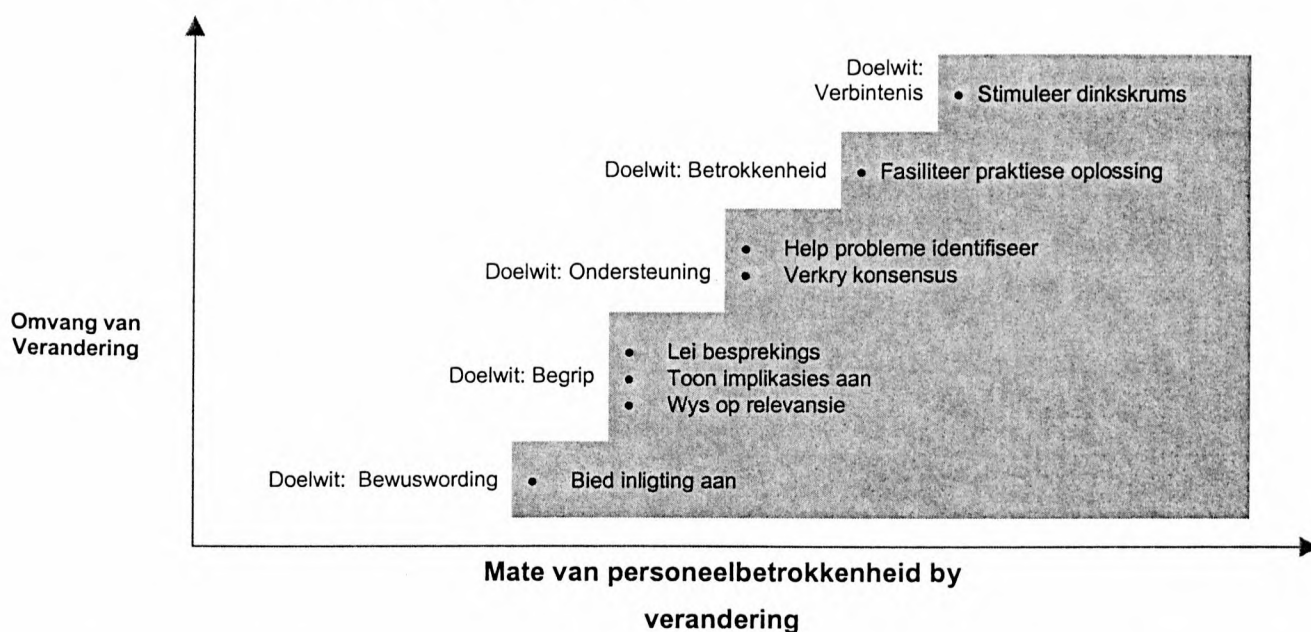 Doelwit:
Verbintenis
• Stimuleer dinkskrums
Doelwit: Betrokkenheid
• Fasiliteer praktiese oplossing
Doelwit: Ondersteuning
• Help probleme identifiseer
• Verkry konsensus
Omvang van
Verandering
Doelwit: Begrip
• Lei besprekings
• Toon implikasies aan
• Wys op relevansie
Doelwit: Bewuswording
• Bied inligting aan
Mate van personeelbetrokkenheid by
verandering